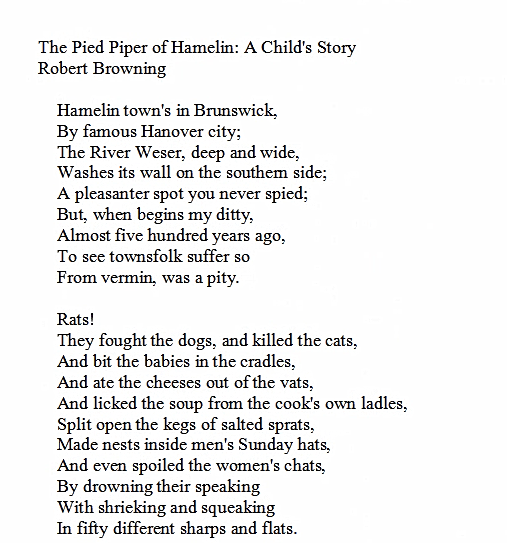 The Pied Piper of Hamelin: A Child's Story
Robert Browning
Hamelin town's in Brunswick,
By famous Hanover city;
The River Weser, deep and wide,
Washes its wall on the southern side;
A pleasanter spot you never spied;
But, when begins my ditty,
Almost five hundred years ago,
To see townsfolk suffer so
From vermin, was a pity.
Rats!
They fought the dogs, and killed the cats,
And bit the babies in the cradles,
And ate the cheeses out of the vats,
And licked the soup from the cook's own ladles,
Split open the kegs of salted sprats,
Made nests inside men's Sunday hats,
And even spoiled the women's chats,
By drowning their speaking
With shrieking and squeaking
In fifty different sharps and flats.